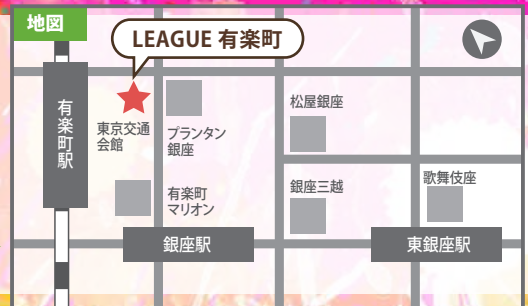 地図
LEAGUE 有楽町
有楽町駅
東京交通
会館
プランタン
銀座
松屋銀座
有楽町
マリオン
銀座三越
歌舞伎座
銀座駅
東銀座駅